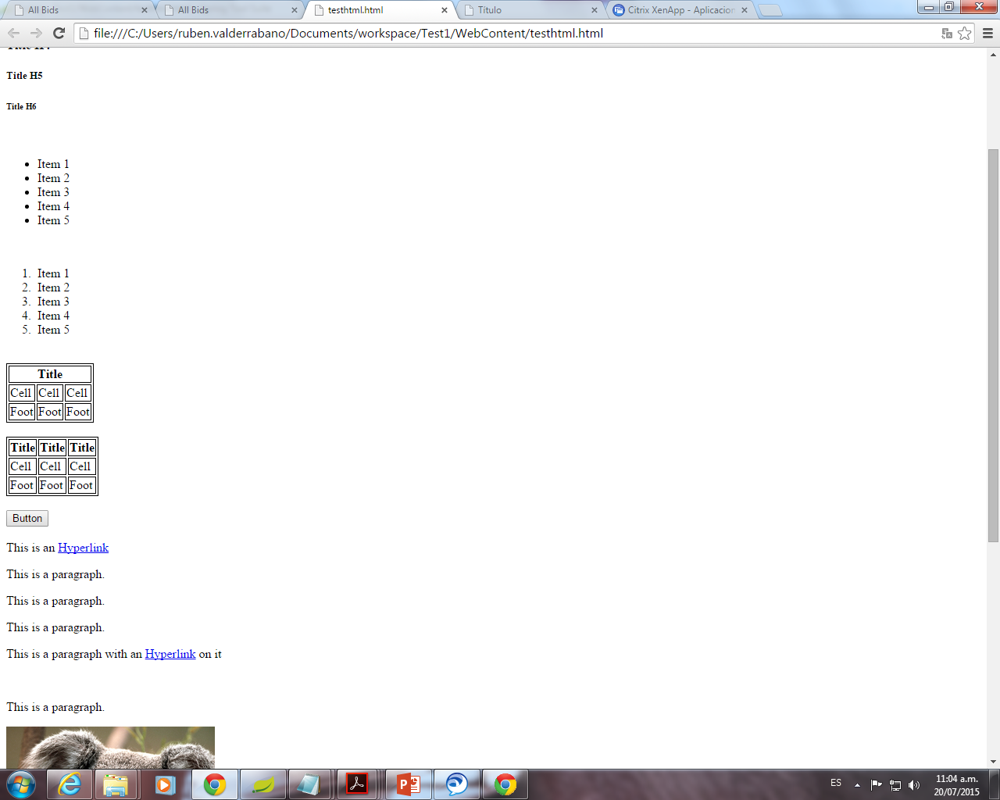 All Bids
All Bids
testhtml.html
Título
Citrix XenApp - Aplicacion
file:///C:/Users/ruben.valderrabano/Documents/workspace/Test1/WebContent/testhtml.html
Title H5
Title H6
• Item 1
• Item 2
• Item 3
• Item 4
• Item 5
1. Item 1
2. Item 2
3. Item 3
4. Item 4
5. Item 5
Title
Cell Cell Cell
Foot Foot Foot
Title Title Title
Cell Cell Cell
Foot Foot Foot
Button
This is an Hyperlink
This is a paragraph.
This is a paragraph.
This is a paragraph.
This is a paragraph with an Hyperlink on it
This is a paragraph.
ES
11:04 a.m.
20/07/2015